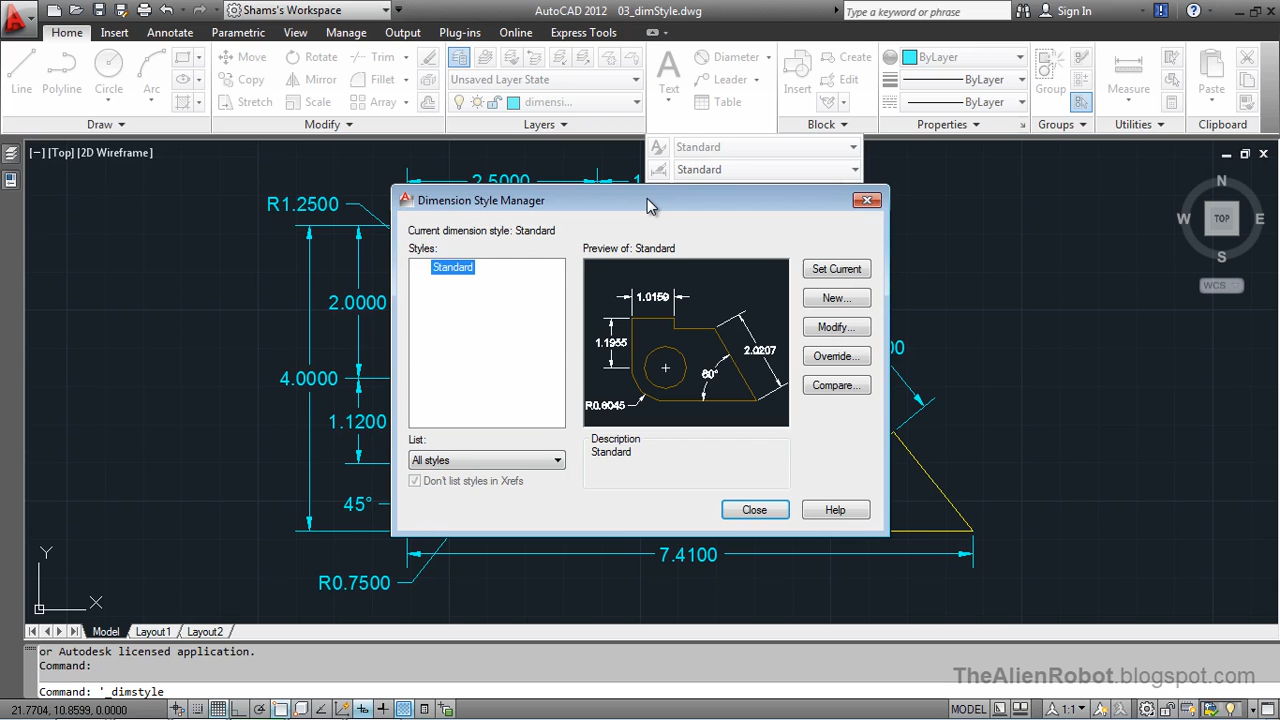 Shams's Workspace
AutoCAD 2012 03_dimStyle.dwg
Type a keyword or phrase
Sign In
Home Insert Annotate Parametric View Manage Output Plug-ins Online Express Tools
Line
Polyline
Circle
Arc
Move
Copy
Stretch
Rotate
Mirror
Scale
Trim
Fillet
Array
Unsaved Layer State
dimensi...
Text
Diameter
Leader
Table
Insert
Create
Edit
ByLayer
ByLayer
ByLayer
Group
Measure
Paste
Draw Modify Layers Block Properties Groups Utilities Clipboard
Standard
Standard
[−] [Top] [2D Wireframe]
2.5000
1
R1.2500
2.0000
4.0000
1.1200
45°
R0.7500
7.4100
00
N
W TOP E
S
WCS
Dimension Style Manager
Current dimension style: Standard
Styles:
Standard
Preview of: Standard
1.0159
1.1955
2.0207
60°
R0.8045
Set Current
New...
Modify...
Override...
Compare...
List:
All styles
Don't list styles in Xrefs
Description
Standard
Close
Help
Y
X
Model Layout1 Layout2
or Autodesk licensed application.
Command:
Command: '_dimstyle
TheAlienRobot.blogspot.com
21.7704, 10.8599, 0.0000
MODEL
1:1